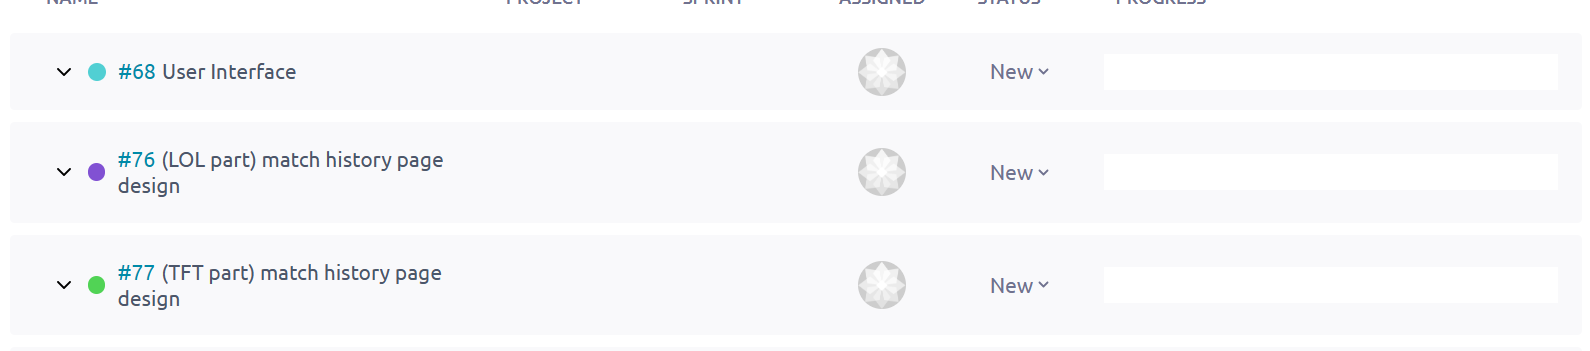 NAME PROJECT SPRINT ASSIGNED STATUS PROGRESS
#68 User Interface New
#76 (LOL part) match history page
design
New
#77 (TFT part) match history page
design
New